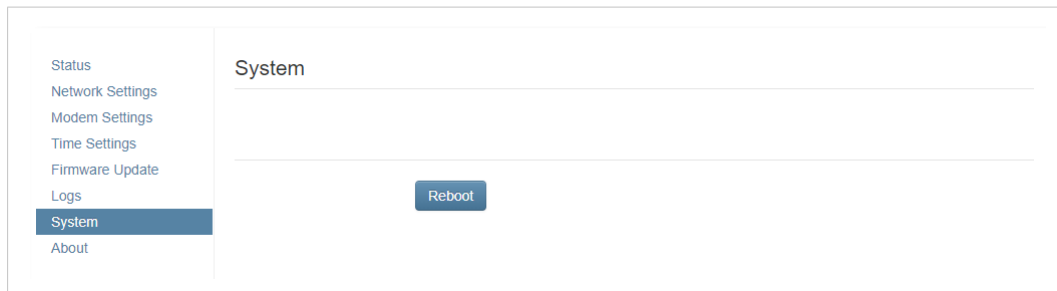 Status
Network Settings
Modem Settings
Time Settings
Firmware Update
Logs
System
About
System
Reboot